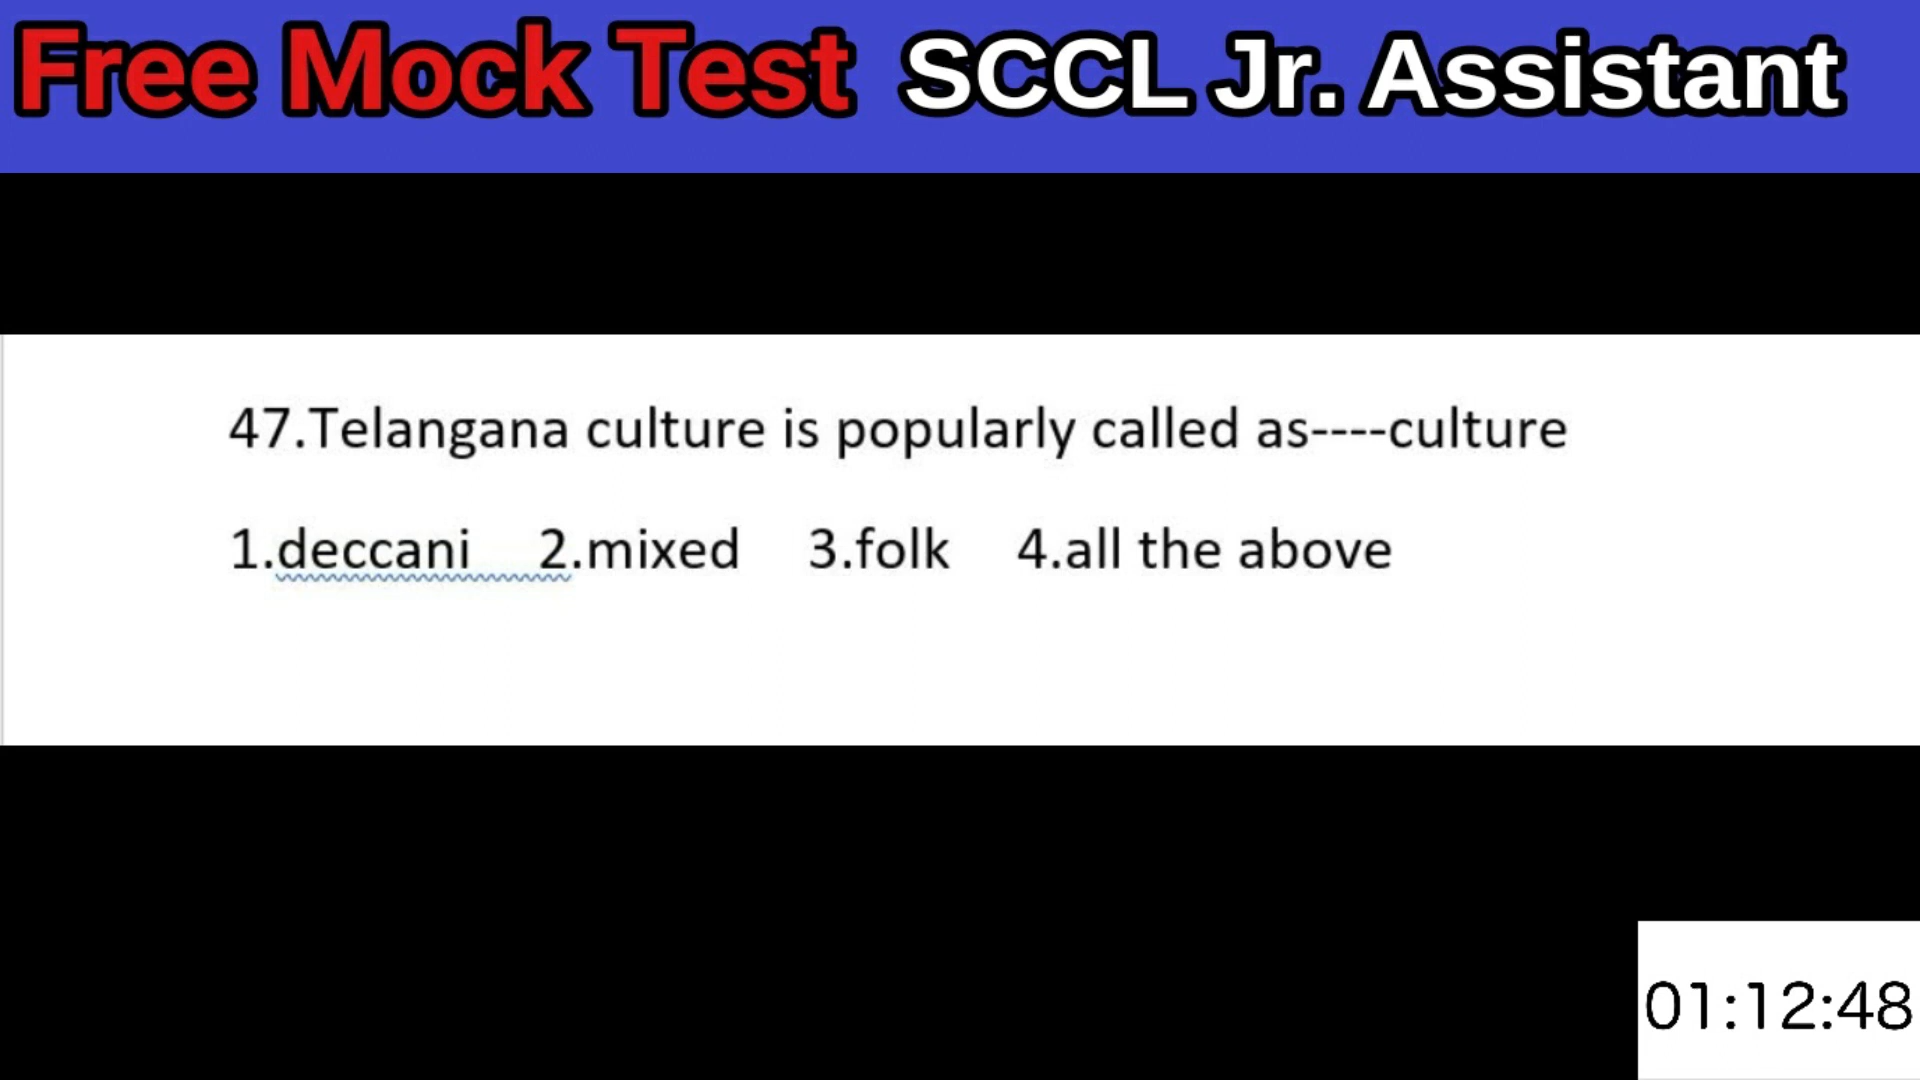 Free Mock Test SCCL Jr. Assistant
47.Telangana culture is popularly called as----culture
1.deccani 2.mixed 3.folk 4.all the above
01:12:48